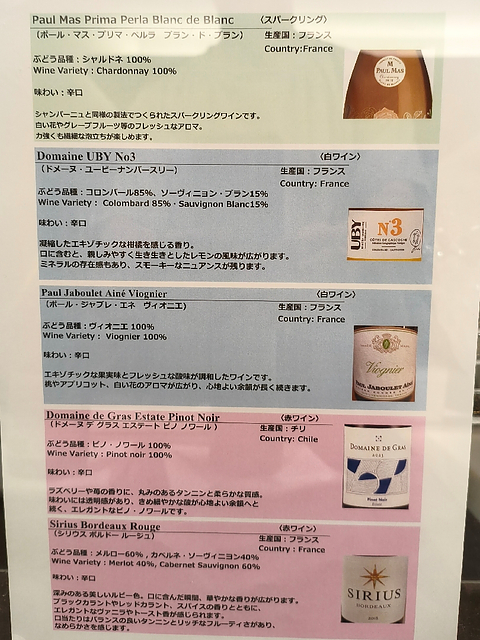 Paul Mas Prima Perla Blanc de Blanc 〈スパークリング〉
(ポール・マス・プリマ・ペルラ ブラン・ド・ブラン) 生産国：フランス
Country:France
ぶどう品種：シャルドネ 100%
Wine Variety : Chardonnay 100%
味わい：辛口
シャンパーニュと同様の製法でつくられたスパークリングワインです。
白い花やグレープフルーツ等のフレッシュなアロマ。
力強くも繊細な泡立ちが楽しめます。
M
PAUL MAS
Domaine UBY No3 〈白ワイン〉
(ドメーヌ・ユービーナンバースリー) 生産国：フランス
Country: France
ぶどう品種：コロンバール85%、ソーヴィニョン・ブラン15%
Wine Variety： Colombard 85%・Sauvignon Blanc15%
味わい：辛口
凝縮したエキゾチックな柑橘を感じる香り。
口に含むと、親しみやすく生き生きとしたレモンの風味が広がります。
ミネラルの存在感もあり、スモーキーなニュアンスが残ります。
UBY
N°3
CÔTES DE GASCOGNE
Paul Jaboulet Ainé Viognier 〈白ワイン〉
(ポール・ジャブレ・エネ ヴィオニエ) 生産国：フランス
Country: France
ぶどう品種：ヴィオニエ 100%
Wine Variety： Viognier 100%
味わい：辛口
エキゾチックな果実味とフレッシュな酸味が調和したワインです。
桃やアプリコット、白い花のアロマが広がり、心地よい余韻が長く続きます。
Viognier
PAUL JABOULET Aîné
Domaine de Gras Estate Pinot Noir 〈赤ワイン〉
(ドメーヌ デ グラス エステート ピノ ノワール ) 生産国：チリ
Country: Chile
ぶどう品種：ピノ・ノワール 100%
Wine Variety : Pinot noir 100%
味わい：辛口
ラズベリーや苺の香りに、丸みのあるタンニンと柔らかな質感。
味わいには透明感があり、きめ細やかな酸が心地よい余韻へと
続く、エレガントなピノ・ノワールです。
DOMAINE DE GRAS
Pinot Noir
Sirius Bordeaux Rouge 〈赤ワイン〉
(シリウス ボルドー ルージュ) 生産国：フランス
Country：France
ぶどう品種：メルロー60%，カベルネ・ソーヴィニヨン40%
Wine Variety : Merlot 40%, Cabernet Sauvignon 60%
味わい：辛口
深みのある美しいルビー色。口に含んだ瞬間、華やかな香りが広がります。
ブラックカラントやレッドカラント、スパイスの香りとともに、
エレガントなヴァニラやトースト香が感じられます。
口当たりはバランスの良いタンニンとリッチなフルーティさがあり、
なめらかさを感じます。
SIRIUS
BORDEAUX